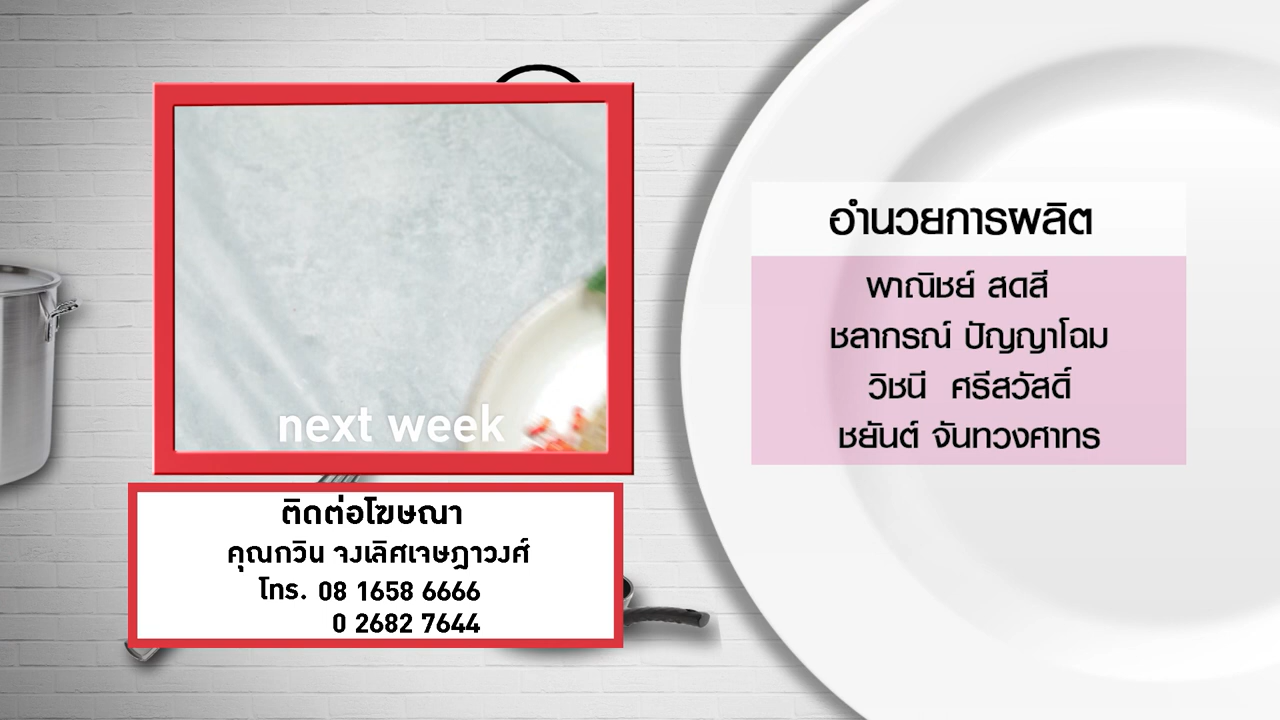 next week
ติดต่อโฆษณา
คุณกวิน จงเลิศเจษฎาวงศ์
โทร. 08 1658 6666
0 2682 7644
อำนวยการผลิต
พาณิชย์ สดสี
ชลากรณ์ ปัญญาโฉม
วิชนี ศรีสวัสดิ์
ชยันต์ จันทวงศาทร